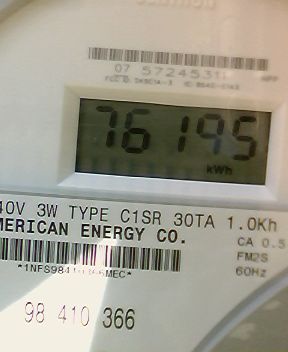 07 57245311
76195
kWh
40V 3W TYPE C1SR 30TA 1.0Kh
MERICAN ENERGY CO.
CA 0.5
FM2S
60Hz
98 410 366